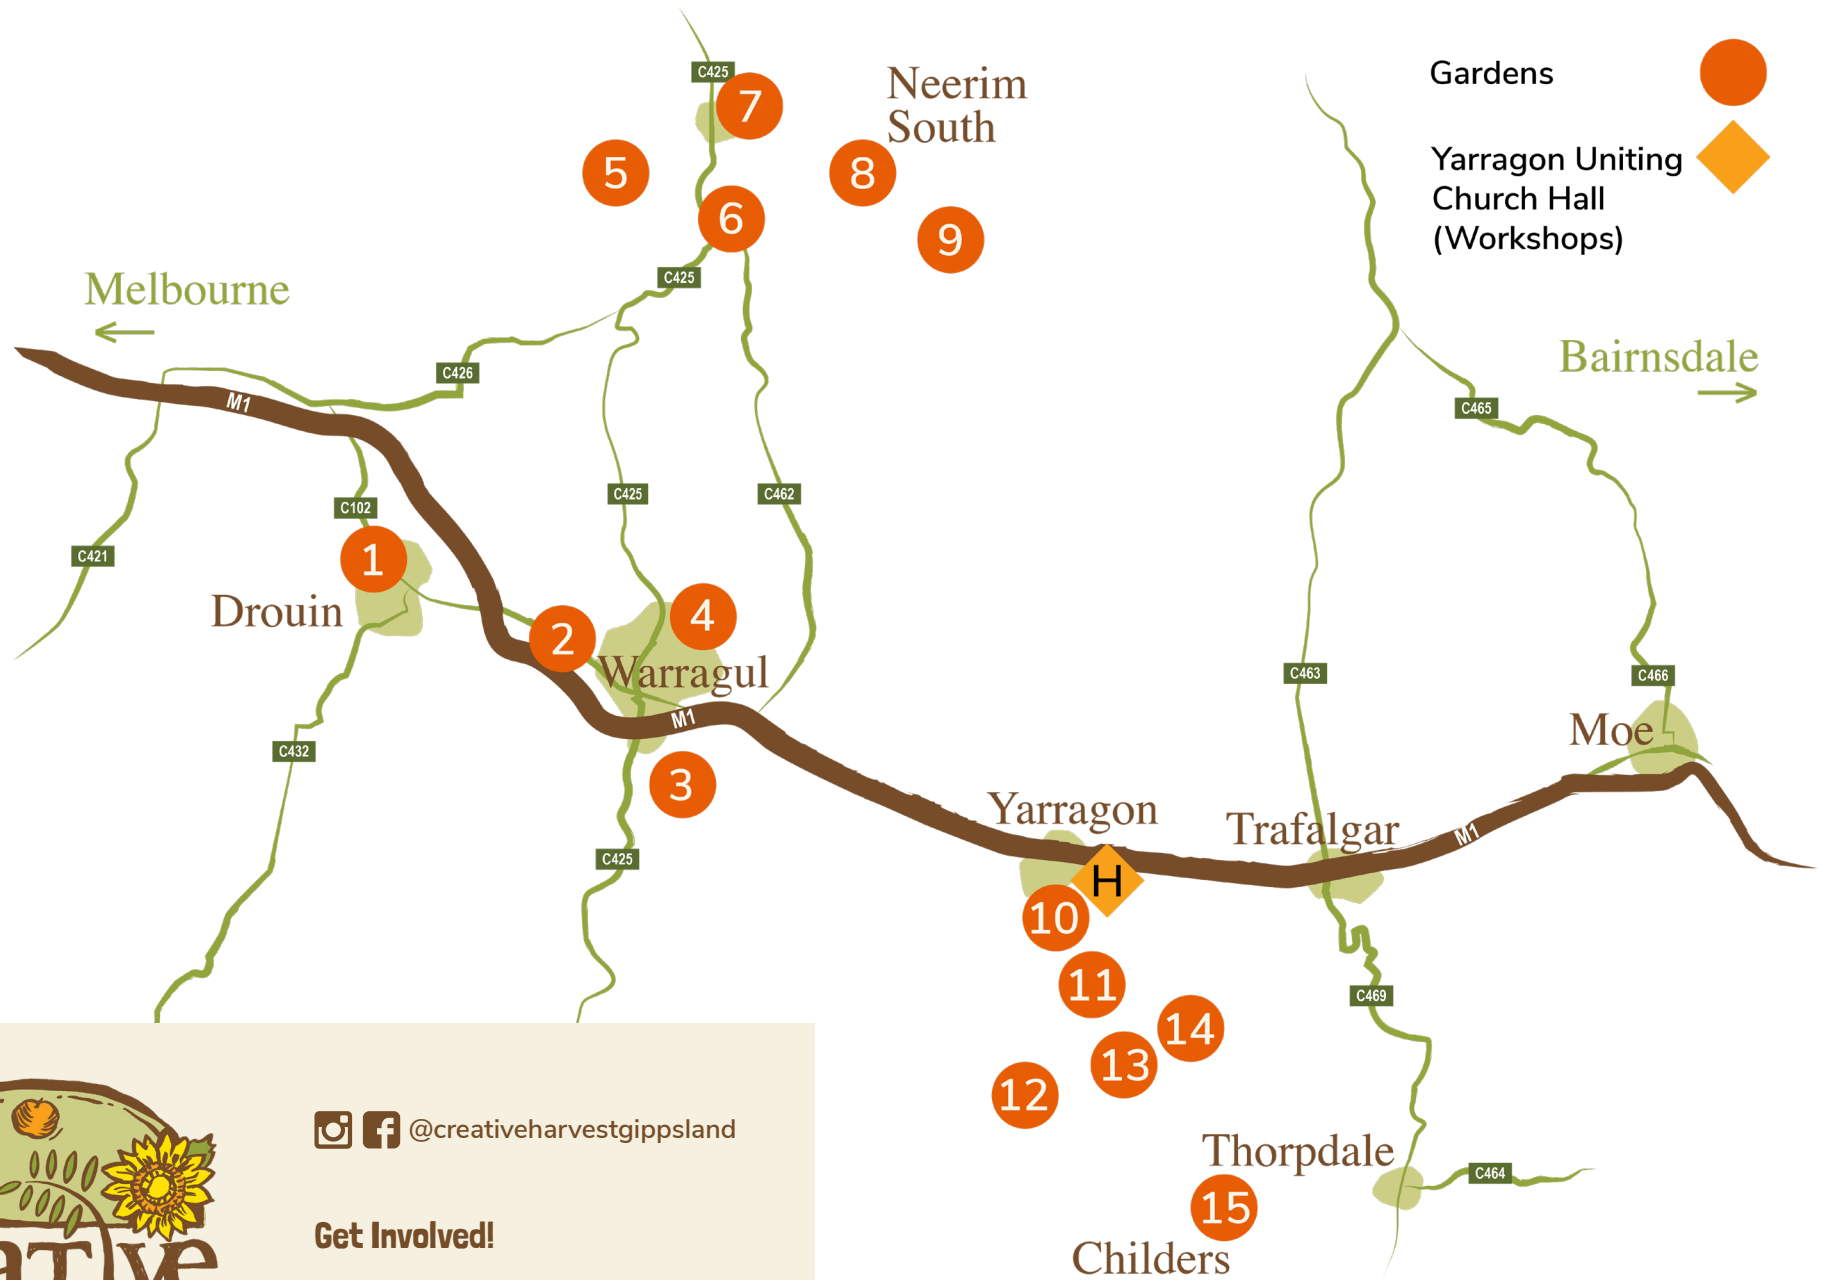 C425
7
Neerim
South
Gardens
5
8
Yarragon Uniting
Church Hall
(Workshops)
6
9
C425
Melbourne
Bairnsdale
C426
M1
C465
C425
C462
C102
C421
1
Drouin
4
2
Warragul
C463
C466
M1
Moe
C432
3
Yarragon
Trafalgar
M1
C425
H
10
11
C469
14
13
12
@creativeharvestgippsland
Thorpdale
C464
15
Get Involved!
Childers